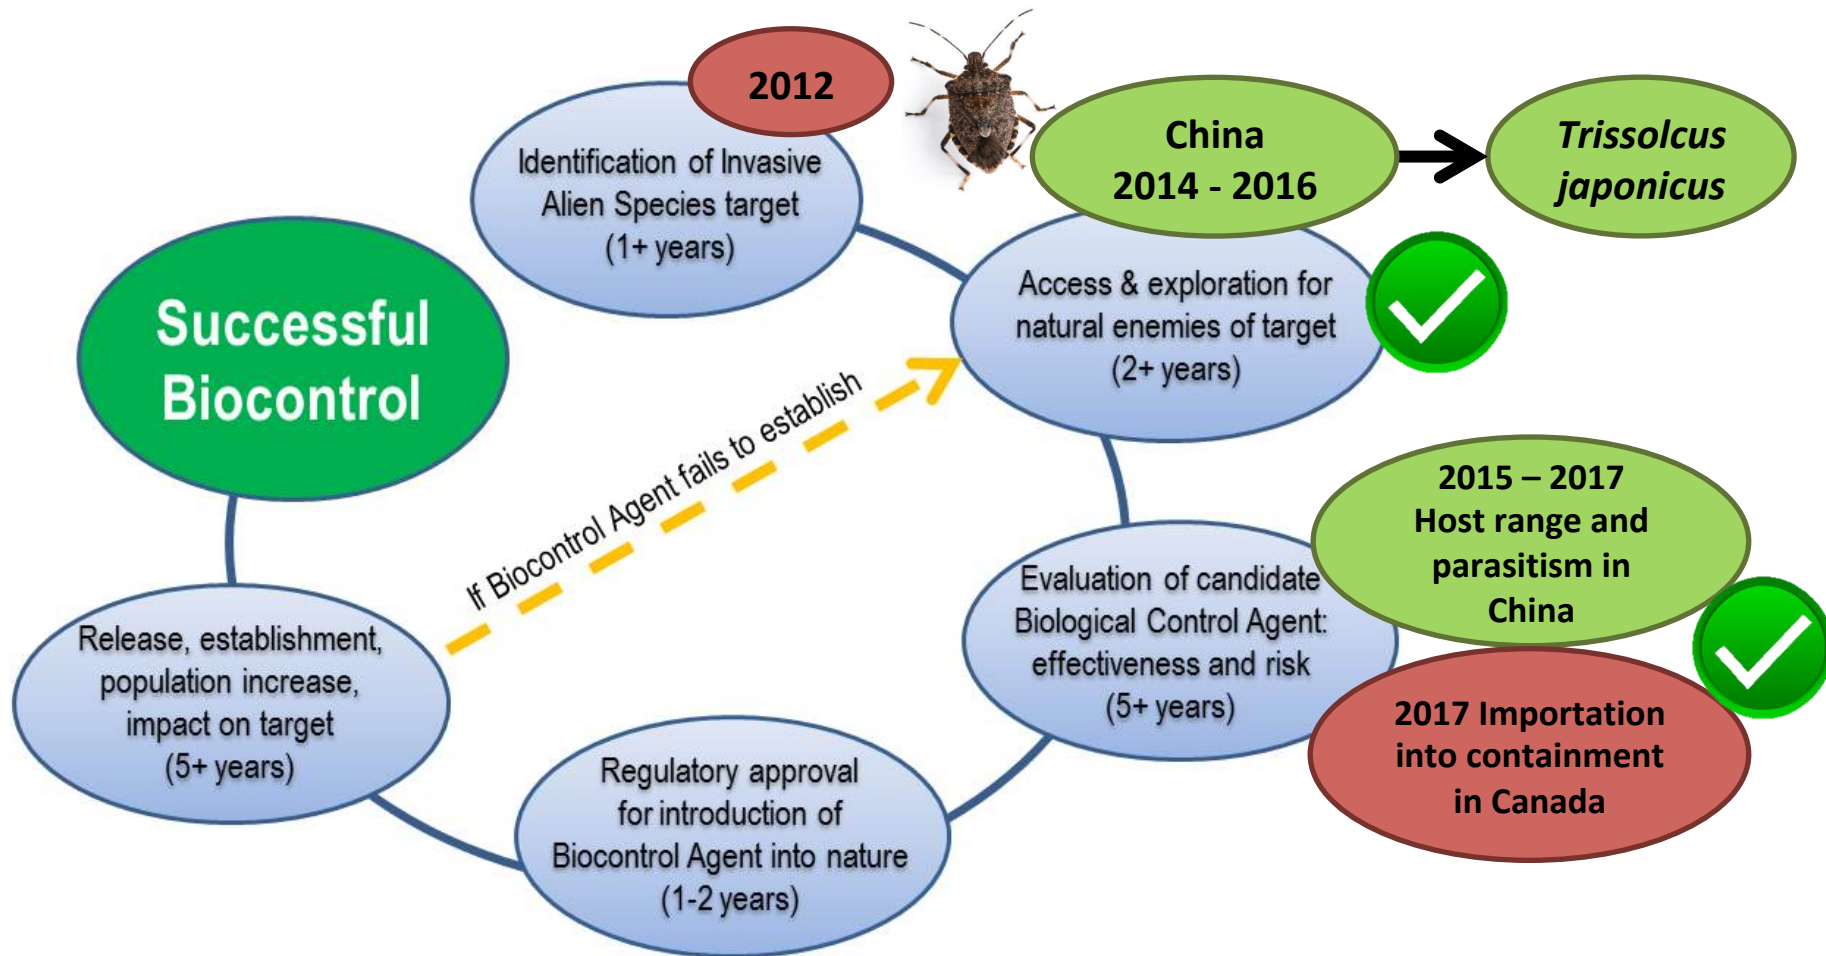 2012
Identification of Invasive
Alien Species target
(1+ years)
China
2014 - 2016
Trissolcus
japonicus
Access & exploration for
natural enemies of target
(2+ years)
2015 – 2017
Host range and
parasitism in
China
Evaluation of candidate
Biological Control Agent:
effectiveness and risk
(5+ years)
2017 Importation
into containment
in Canada
Regulatory approval
for introduction of
Biocontrol Agent into nature
(1-2 years)
Release, establishment,
population increase,
impact on target
(5+ years)
If Biocontrol Agent fails to establish
Successful
Biocontrol